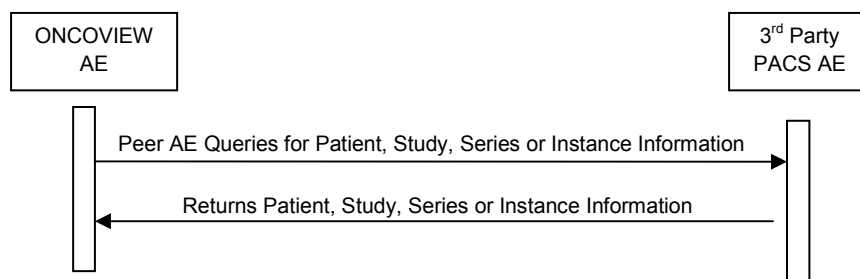 ONCOVIEW
AE
3rd Party
PACS AE
Peer AE Queries for Patient, Study, Series or Instance Information
Returns Patient, Study, Series or Instance Information